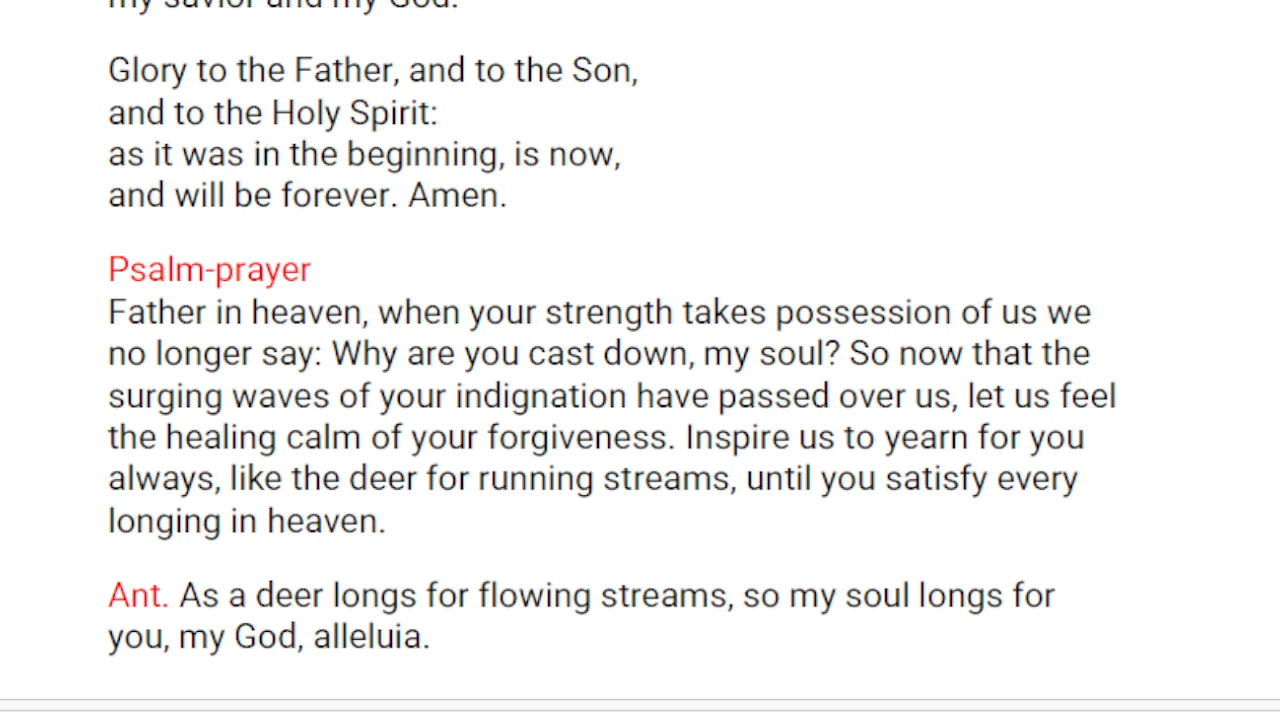 my savior and my God.
Glory to the Father, and to the Son,
and to the Holy Spirit:
as it was in the beginning, is now,
and will be forever. Amen.
Psalm-prayer
Father in heaven, when your strength takes possession of us we
no longer say: Why are you cast down, my soul? So now that the
surging waves of your indignation have passed over us, let us feel
the healing calm of your forgiveness. Inspire us to yearn for you
always, like the deer for running streams, until you satisfy every
longing in heaven.
Ant. As a deer longs for flowing streams, so my soul longs for
you, my God, alleluia.